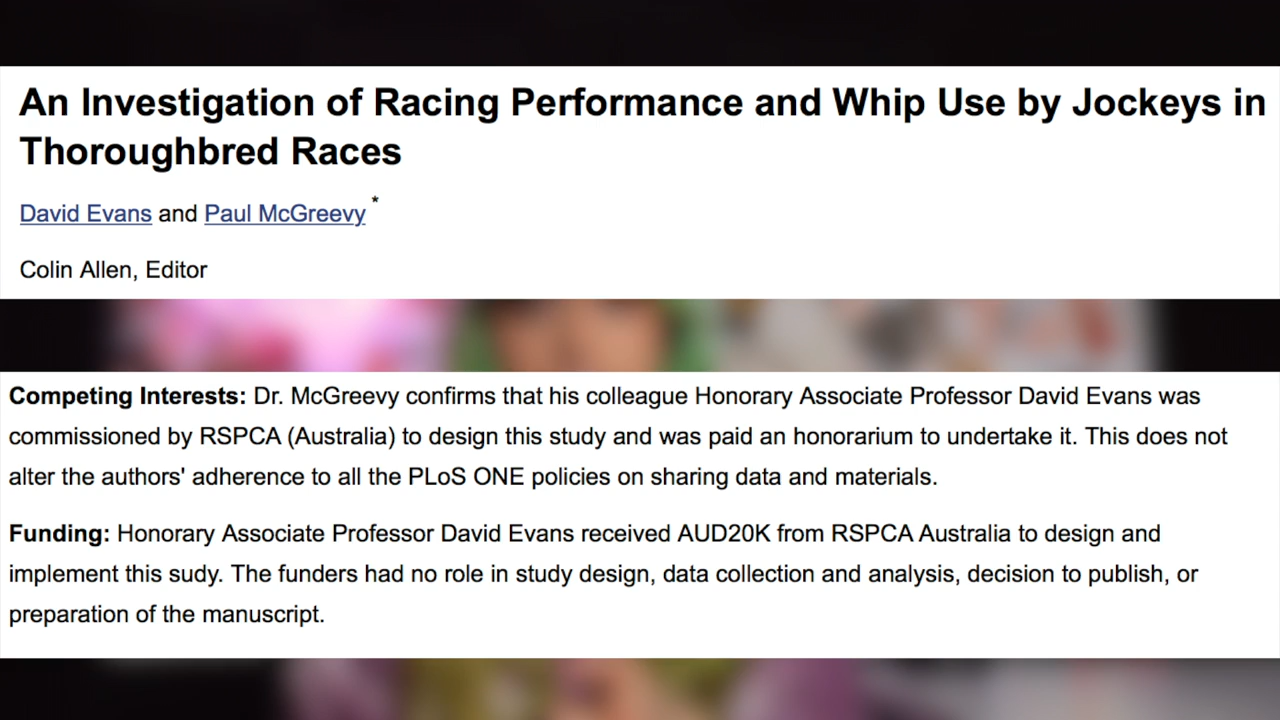 An Investigation of Racing Performance and Whip Use by Jockeys in
Thoroughbred Races
David Evans and Paul McGreevy *
Colin Allen, Editor
Competing Interests: Dr. McGreevy confirms that his colleague Honorary Associate Professor David Evans was
commissioned by RSPCA (Australia) to design this study and was paid an honorarium to undertake it. This does not
alter the authors' adherence to all the PLoS ONE policies on sharing data and materials.
Funding: Honorary Associate Professor David Evans received AUD20K from RSPCA Australia to design and
implement this sudy. The funders had no role in study design, data collection and analysis, decision to publish, or
preparation of the manuscript.